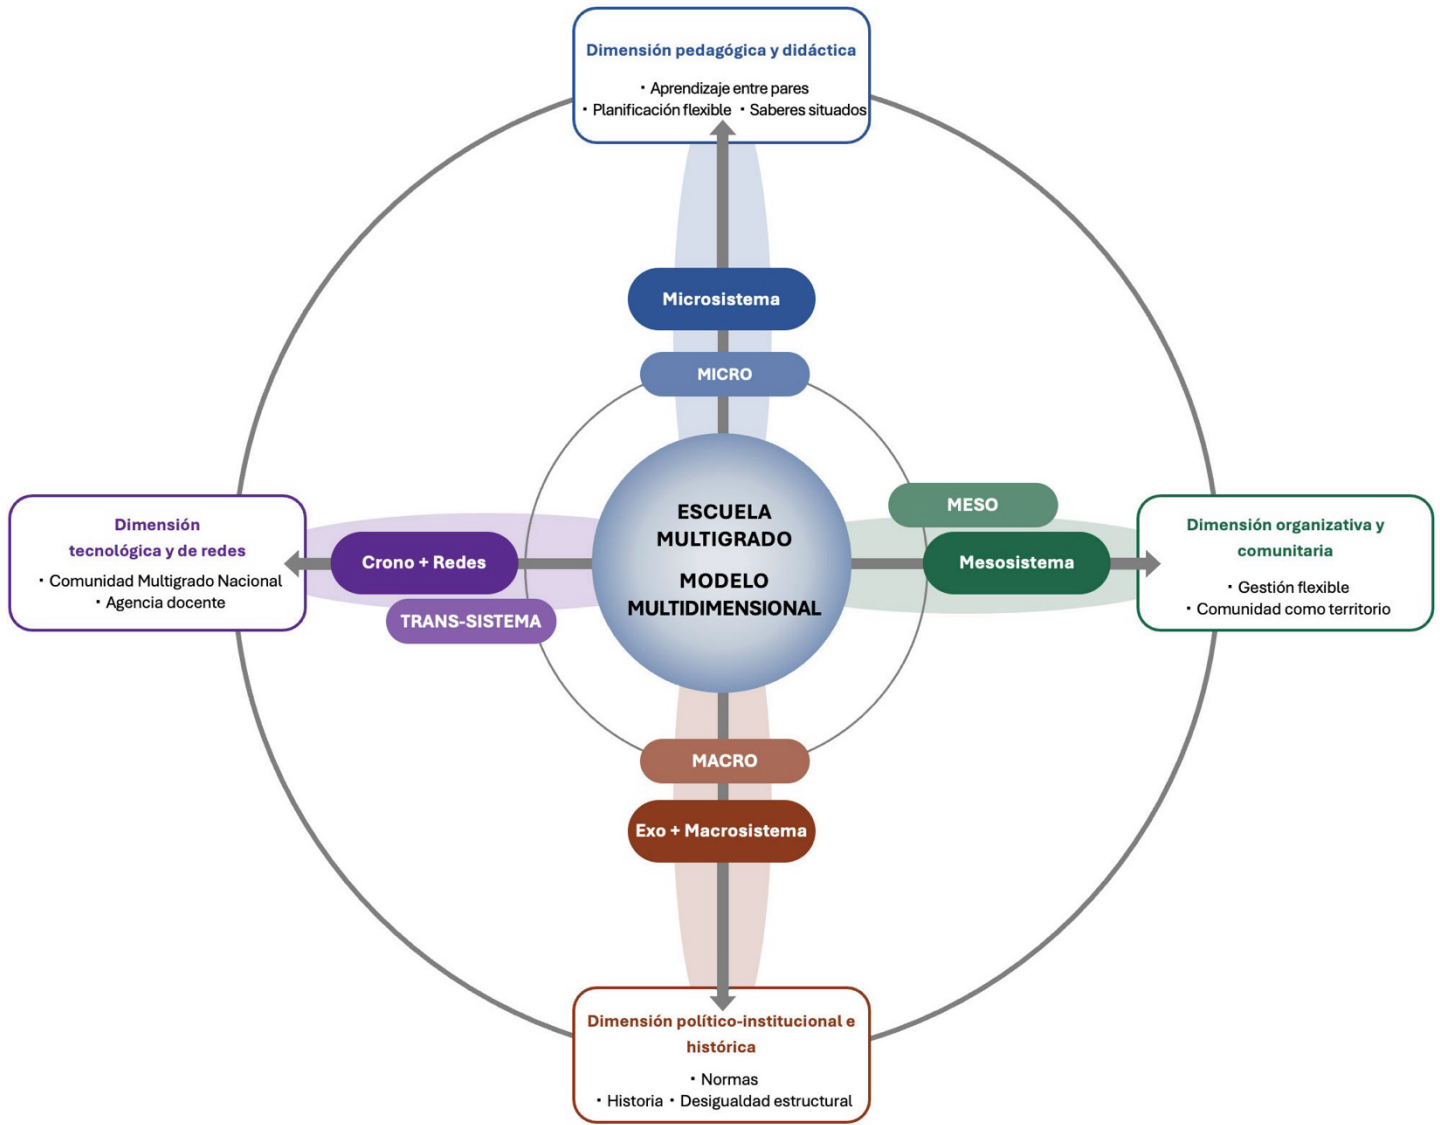 Dimensión pedagógica y didáctica
・Aprendizaje entre pares
・Planificación flexible ・Saberes situados
Microsistema
MICRO
ESCUELA
MULTIGRADO
MODELO
MULTIDIMENSIONAL
Dimensión
tecnológica y de redes
・Comunidad Multigrado Nacional
・Agencia docente
Crono + Redes
TRANS-SISTEMA
MESO
Mesosistema
Dimensión organizativa y
comunitaria
・Gestión flexible
・Comunidad como territorio
MACRO
Exo + Macrosistema
Dimensión político-institucional e
histórica
・Normas
・Historia ・Desigualdad estructural